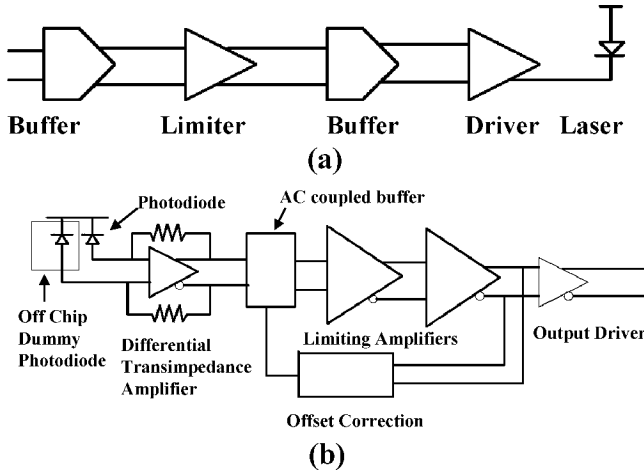 Buffer Limiter Buffer Driver Laser
(a)
Photodiode
AC coupled buffer
Off Chip
Dummy
Photodiode
Differential
Transimpedance
Amplifier
Limiting Amplifiers
Output Driver
Offset Correction
(b)